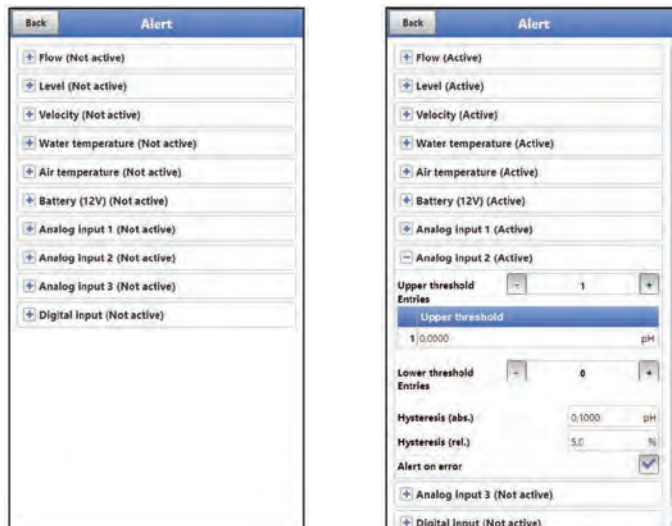 Back Alert
Flow (Not active)
Level (Not active)
Velocity (Not active)
Water temperature (Not active)
Air temperature (Not active)
Battery (12V) (Not active)
Analog input 1 (Not active)
Analog input 2 (Not active)
Analog input 3 (Not active)
Digital input (Not active)
Back Alert
Flow (Active)
Level (Active)
Velocity (Active)
Water temperature (Active)
Air temperature (Active)
Battery (12V) (Active)
Analog input 1 (Active)
Analog input 2 (Active)
Upper threshold - 1 +
Entries
Upper threshold
1 0.0000 pH
Lower threshold - 0 +
Entries
Hysteresis (abs.) 0.1000 pH
Hysteresis (rel.) 5.0 %
Alert on error
Analog input 3 (Not active)
Digital input (Not active)